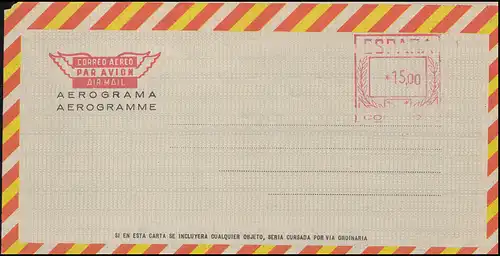 CORREO AEREO
PAR AVION
AIR MAIL
AEROGRAMA
AEROGRAMME
ESPAÑA
*15,00
SI EN ESTA CARTA SE INCLUYERA CUALQUIER OBJETO, SERIA CURSADA POR VIA ORDINARIA